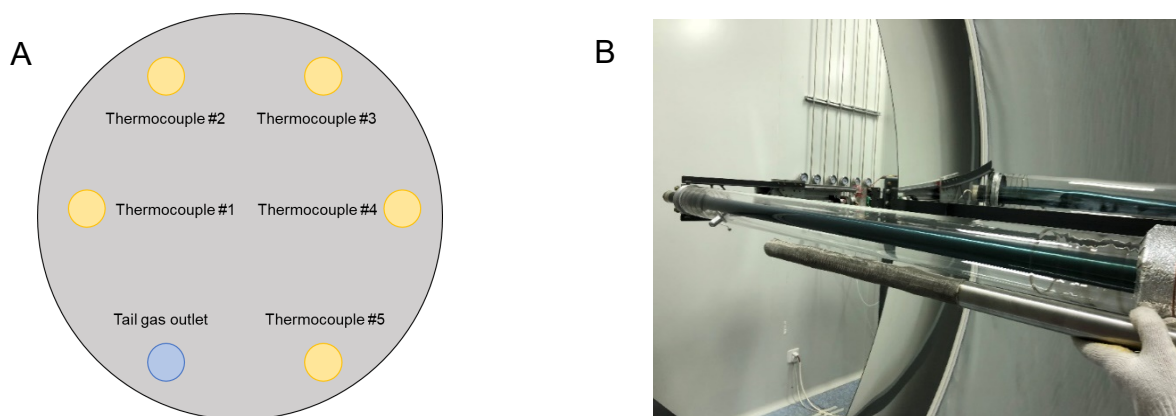 A
B
Thermocouple #2
Thermocouple #3
Thermocouple #1
Thermocouple #4
Tail gas outlet
Thermocouple #5